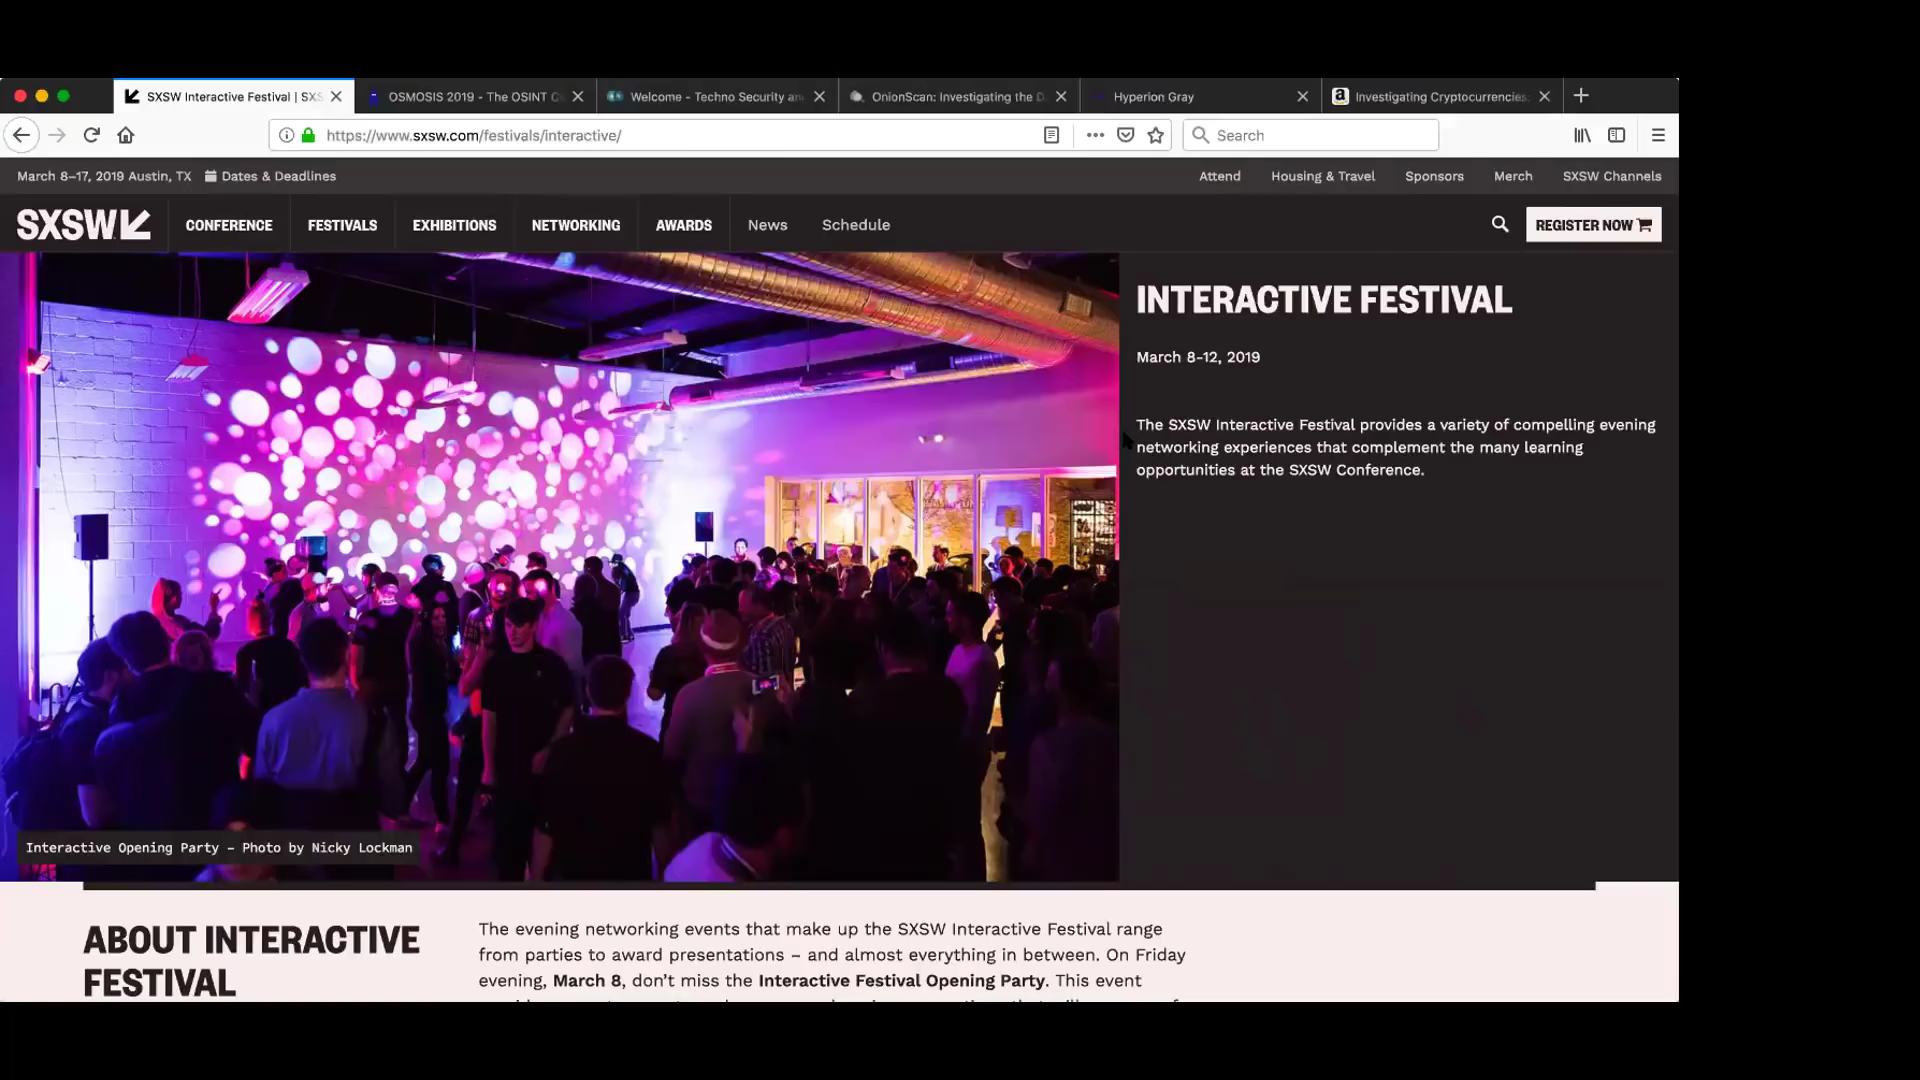 SXSW Interactive Festival | SXS
OSMOSIS 2019 - The OSINT C
Welcome - Techno Security an
OnionScan: Investigating the D
Hyperion Gray
Investigating Cryptocurrencies:
https://www.sxsw.com/festivals/interactive/
Search
March 8–17, 2019 Austin, TX
Dates & Deadlines
Attend
Housing & Travel
Sponsors
Merch
SXSW Channels
SXSW
CONFERENCE
FESTIVALS
EXHIBITIONS
NETWORKING
AWARDS
News
Schedule
REGISTER NOW
INTERACTIVE FESTIVAL
March 8-12, 2019
The SXSW Interactive Festival provides a variety of compelling evening
networking experiences that complement the many learning
opportunities at the SXSW Conference.
Interactive Opening Party – Photo by Nicky Lockman
ABOUT INTERACTIVE
FESTIVAL
The evening networking events that make up the SXSW Interactive Festival range
from parties to award presentations – and almost everything in between. On Friday
evening, March 8, don't miss the Interactive Festival Opening Party. This event